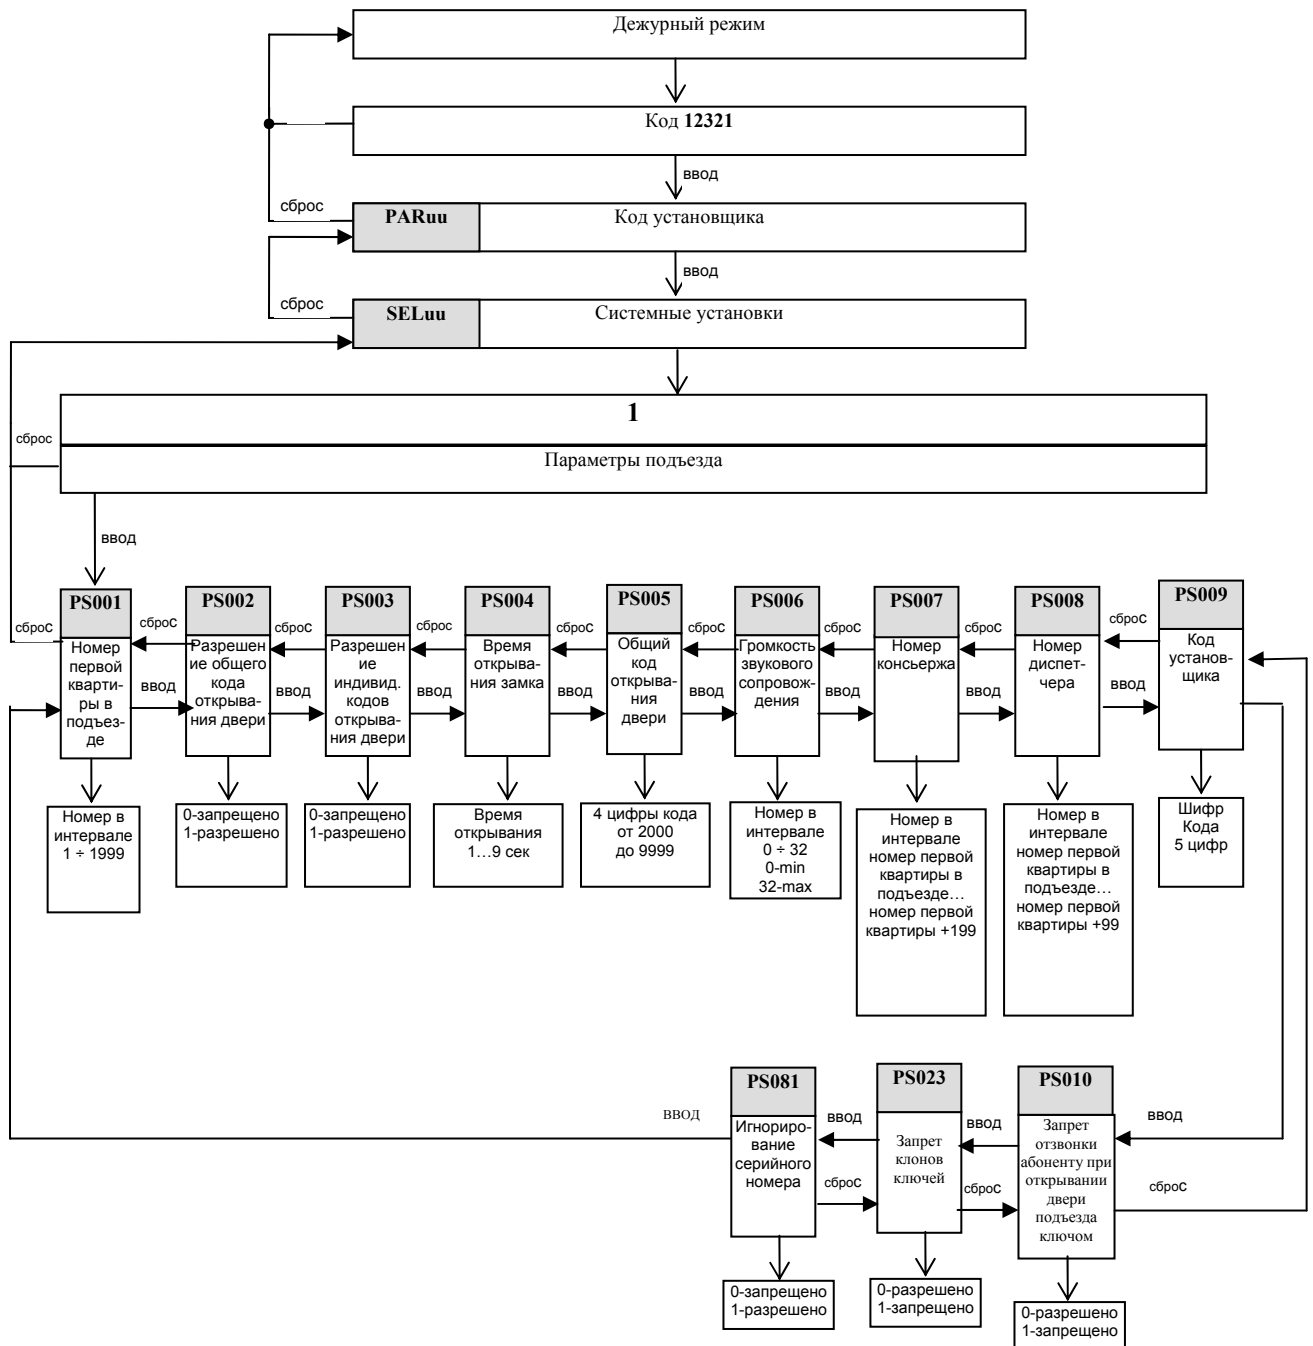 Дежурный режим
Код 12321
ввод
сброс
PARuu
Код установщика
ввод
сброс
SELuu
Системные установки
1
сброс
Параметры подъезда
ввод
PS001
PS002
PS003
PS004
PS005
PS006
PS007
PS008
PS009
сброс
сброс
сброс
сброс
сброс
сброс
сброс
сброс
сброс
Номер
первой
кварти-
ры в
подъез-
де
Разрешен
ие общего
кода
открыва-
ния двери
Разрешен
ие
индивид.
кодов
открыва-
ния двери
Время
открыва-
ния замка
Общий
код
открыва-
ния
двери
Громкость
звукового
сопровож-
дения
Номер
консьержа
Номер
диспет-
чера
Код
установ-
щика
ввод
ввод
ввод
ввод
ввод
ввод
ввод
ввод
Номер в
интервале
1 ÷ 1999
0-запрещено
1-разрешено
0-запрещено
1-разрешено
Время
открывания
1…9 сек
4 цифры кода
от 2000
до 9999
Номер в
интервале
0 ÷ 32
0-min
32-max
Номер в
интервале
номер первой
квартиры в
подъезде…
номер первой
квартиры +199
Номер в
интервале
номер первой
квартиры в
подъезде…
номер первой
квартиры +99
Шифр
Кода
5 цифр
PS081
PS023
PS010
ввод
ввод
ввод
ввод
Игнориро-
вание
серийного
номера
Запрет
клонов
ключей
Запрет
отзвонки
абоненту при
открывании
двери
подъезда
ключом
сброс
сброс
сброс
0-запрещено
1-разрешено
0-разрешено
1-запрещено
0-разрешено
1-запрещено